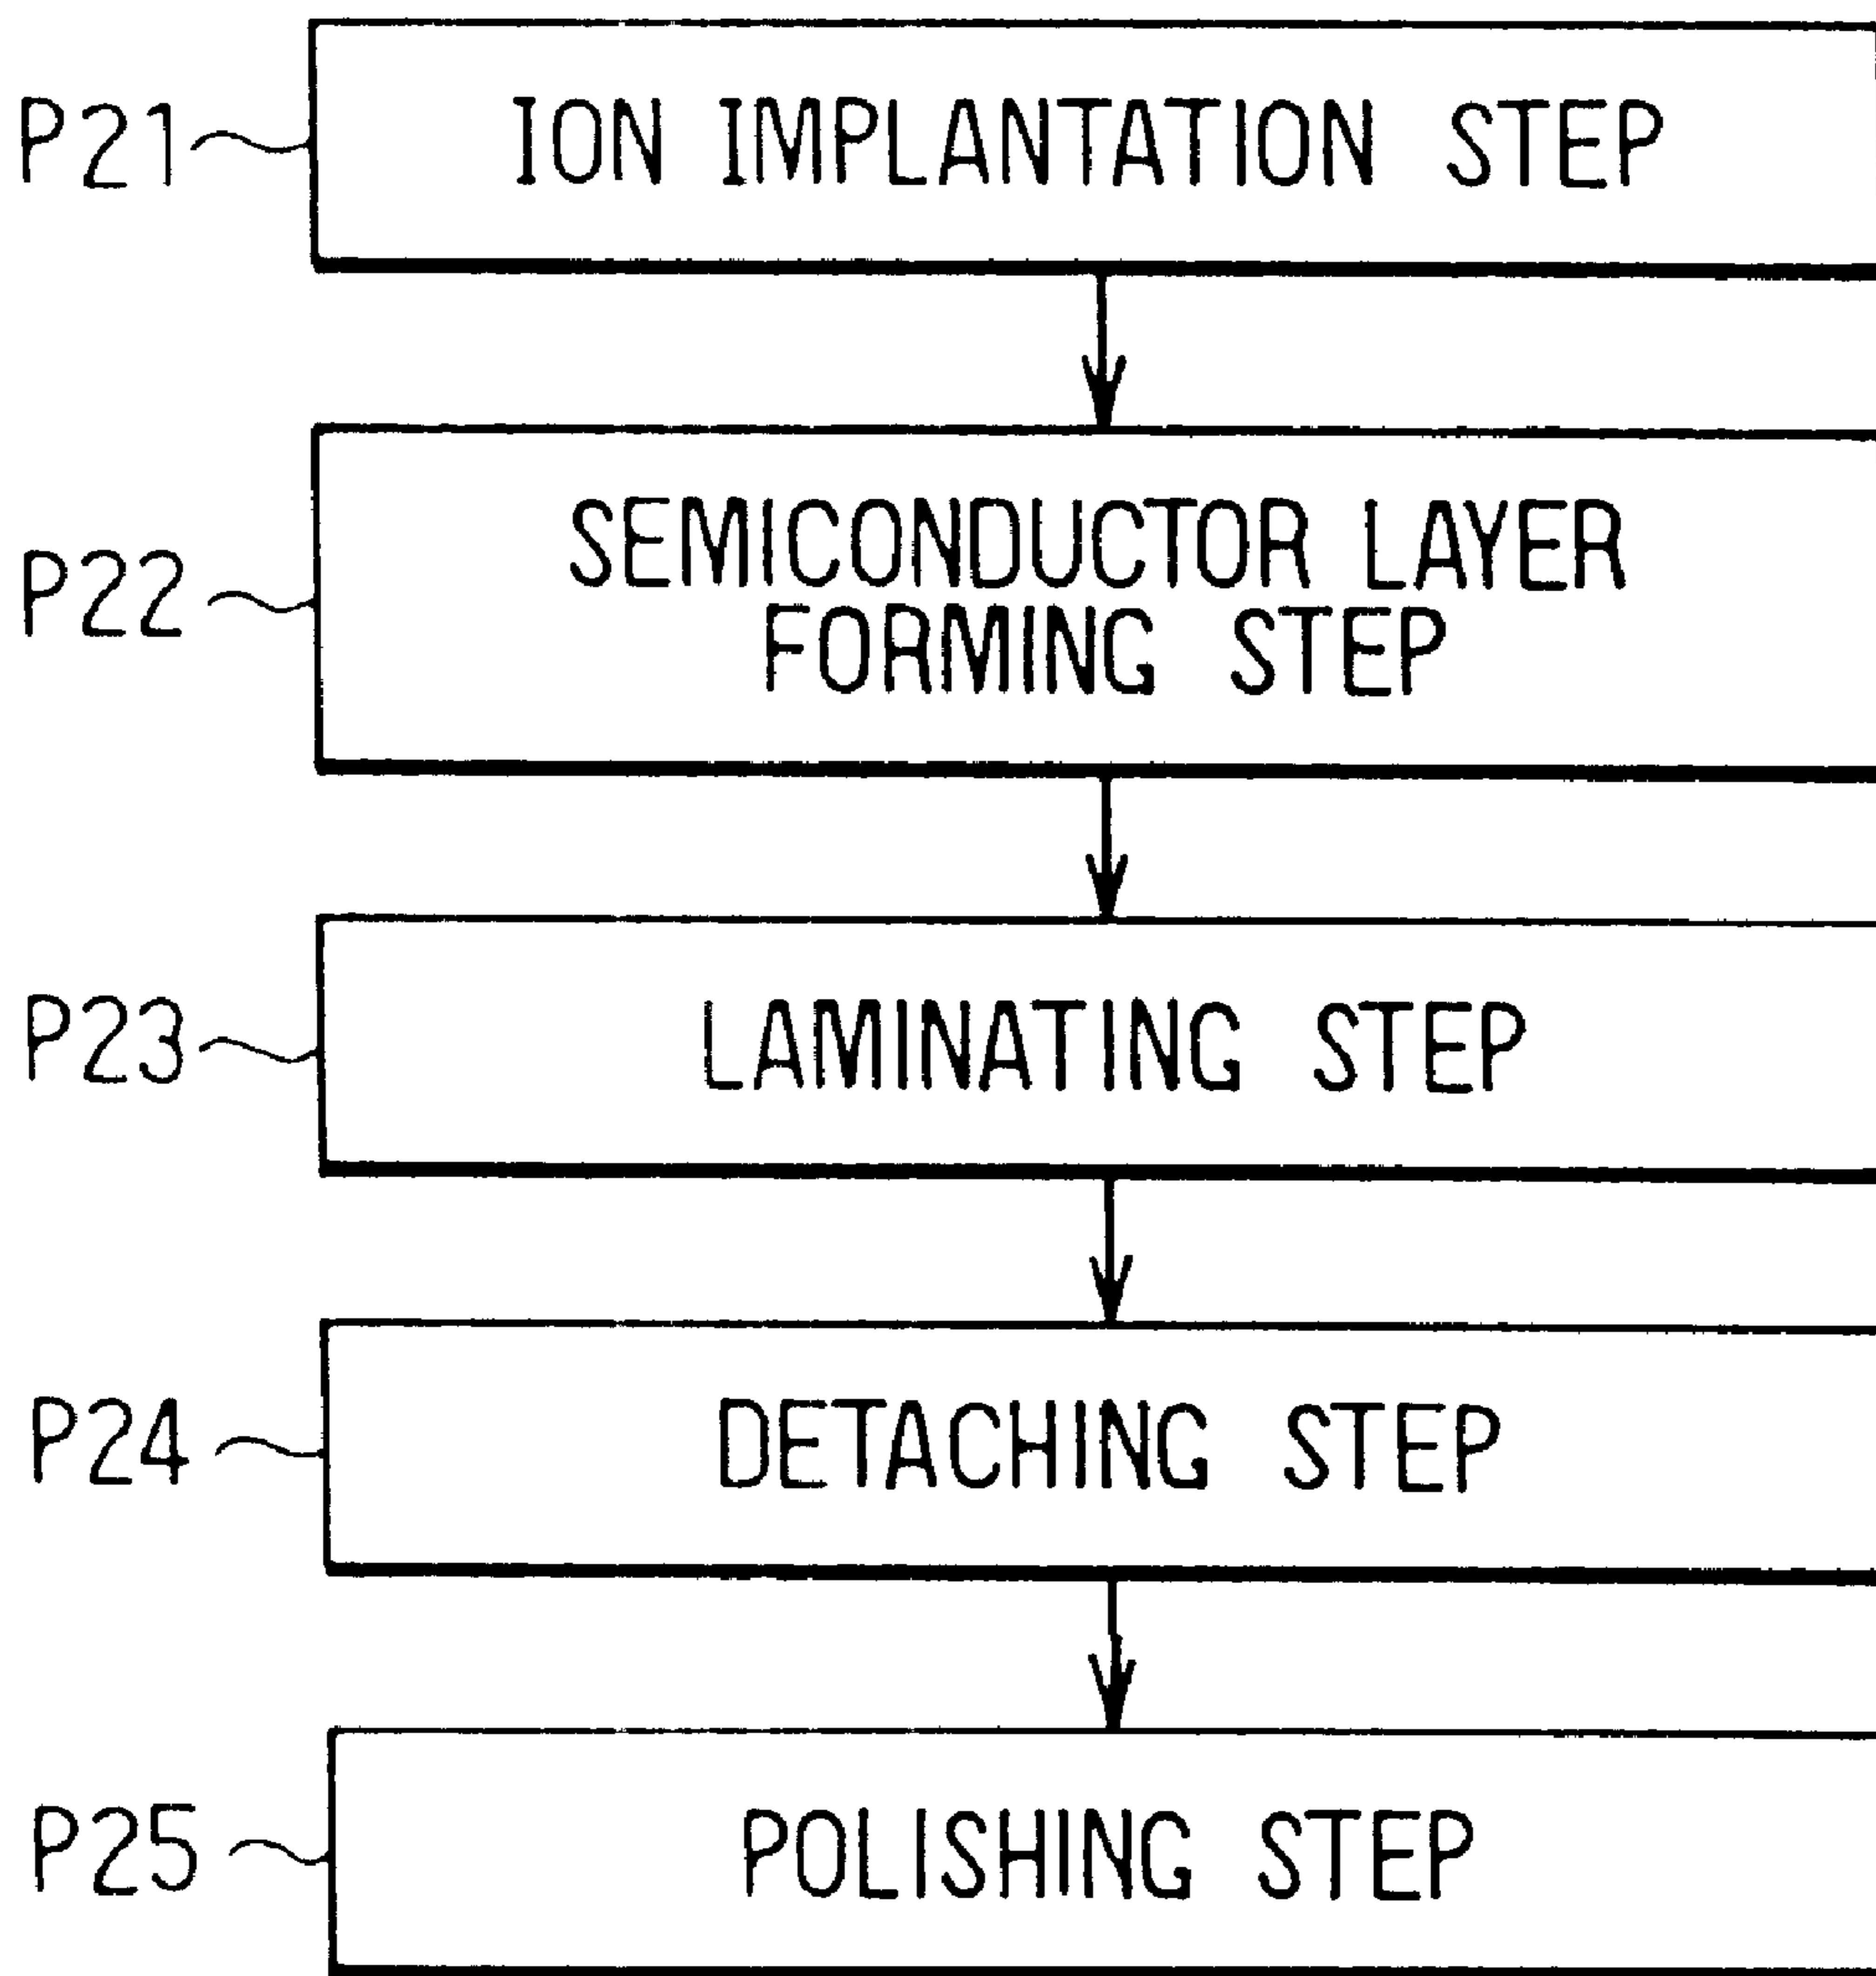 P21
ION IMPLANTATION STEP
P22
SEMICONDUCTOR LAYER
FORMING STEP
P23
LAMINATING STEP
P24
DETACHING STEP
P25
POLISHING STEP